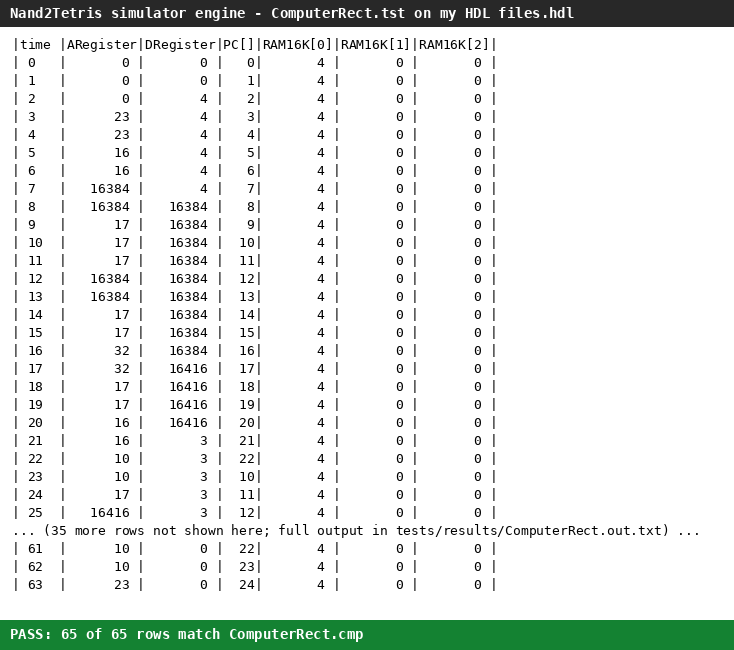 Nand2Tetris simulator engine - ComputerRect.tst on my HDL files.hdl
|time |ARegister|DRegister|PC[]|RAM16K[0]|RAM16K[1]|RAM16K[2]|
| 0 | 0 | 0 | 0| 4 | 0 | 0 |
| 1 | 0 | 0 | 1| 4 | 0 | 0 |
| 2 | 0 | 4 | 2| 4 | 0 | 0 |
| 3 | 23 | 4 | 3| 4 | 0 | 0 |
| 4 | 23 | 4 | 4| 4 | 0 | 0 |
| 5 | 16 | 4 | 5| 4 | 0 | 0 |
| 6 | 16 | 4 | 6| 4 | 0 | 0 |
| 7 | 16384 | 4 | 7| 4 | 0 | 0 |
| 8 | 16384 | 16384 | 8| 4 | 0 | 0 |
| 9 | 17 | 16384 | 9| 4 | 0 | 0 |
| 10 | 17 | 16384 | 10| 4 | 0 | 0 |
| 11 | 17 | 16384 | 11| 4 | 0 | 0 |
| 12 | 16384 | 16384 | 12| 4 | 0 | 0 |
| 13 | 16384 | 16384 | 13| 4 | 0 | 0 |
| 14 | 17 | 16384 | 14| 4 | 0 | 0 |
| 15 | 17 | 16384 | 15| 4 | 0 | 0 |
| 16 | 32 | 16384 | 16| 4 | 0 | 0 |
| 17 | 32 | 16416 | 17| 4 | 0 | 0 |
| 18 | 17 | 16416 | 18| 4 | 0 | 0 |
| 19 | 17 | 16416 | 19| 4 | 0 | 0 |
| 20 | 16 | 16416 | 20| 4 | 0 | 0 |
| 21 | 16 | 3 | 21| 4 | 0 | 0 |
| 22 | 10 | 3 | 22| 4 | 0 | 0 |
| 23 | 10 | 3 | 10| 4 | 0 | 0 |
| 24 | 17 | 3 | 11| 4 | 0 | 0 |
| 25 | 16416 | 3 | 12| 4 | 0 | 0 |
... (35 more rows not shown here; full output in tests/results/ComputerRect.out.txt) ...
| 61 | 10 | 0 | 22| 4 | 0 | 0 |
| 62 | 10 | 0 | 23| 4 | 0 | 0 |
| 63 | 23 | 0 | 24| 4 | 0 | 0 |
PASS: 65 of 65 rows match ComputerRect.cmp